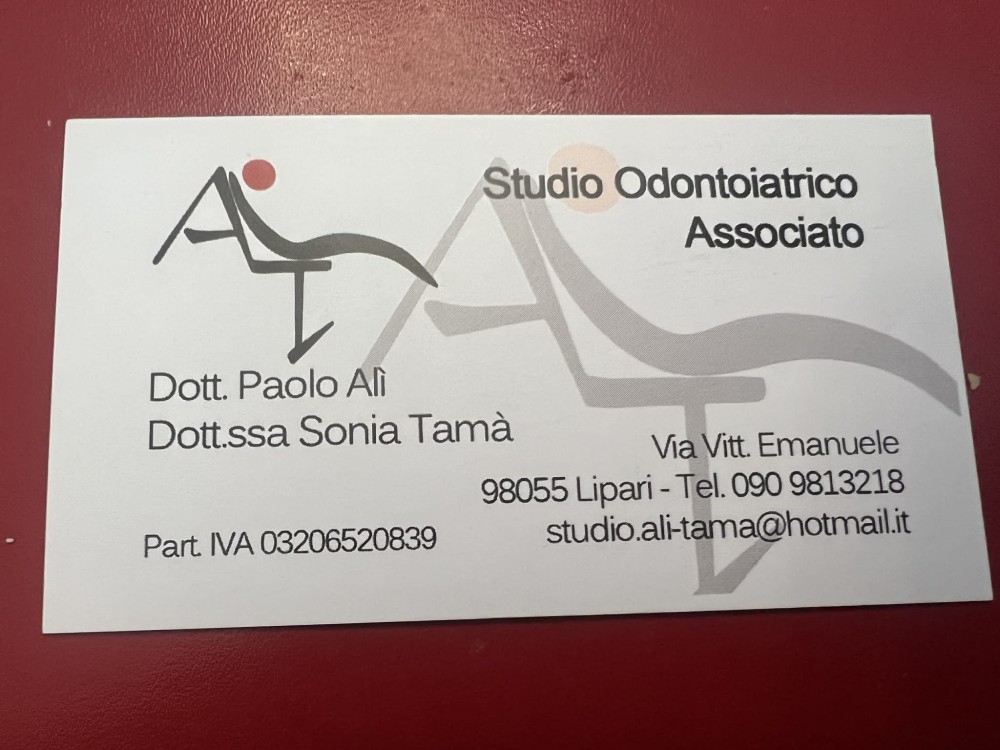 Studio Odontoiatrico
Associato
Dott. Paolo Alì
Dott.ssa Sonia Tamà
Via Vitt. Emanuele
98055 Lipari - Tel. 090 9813218
studio.ali-tama@hotmail.it
Part. IVA 03206520839